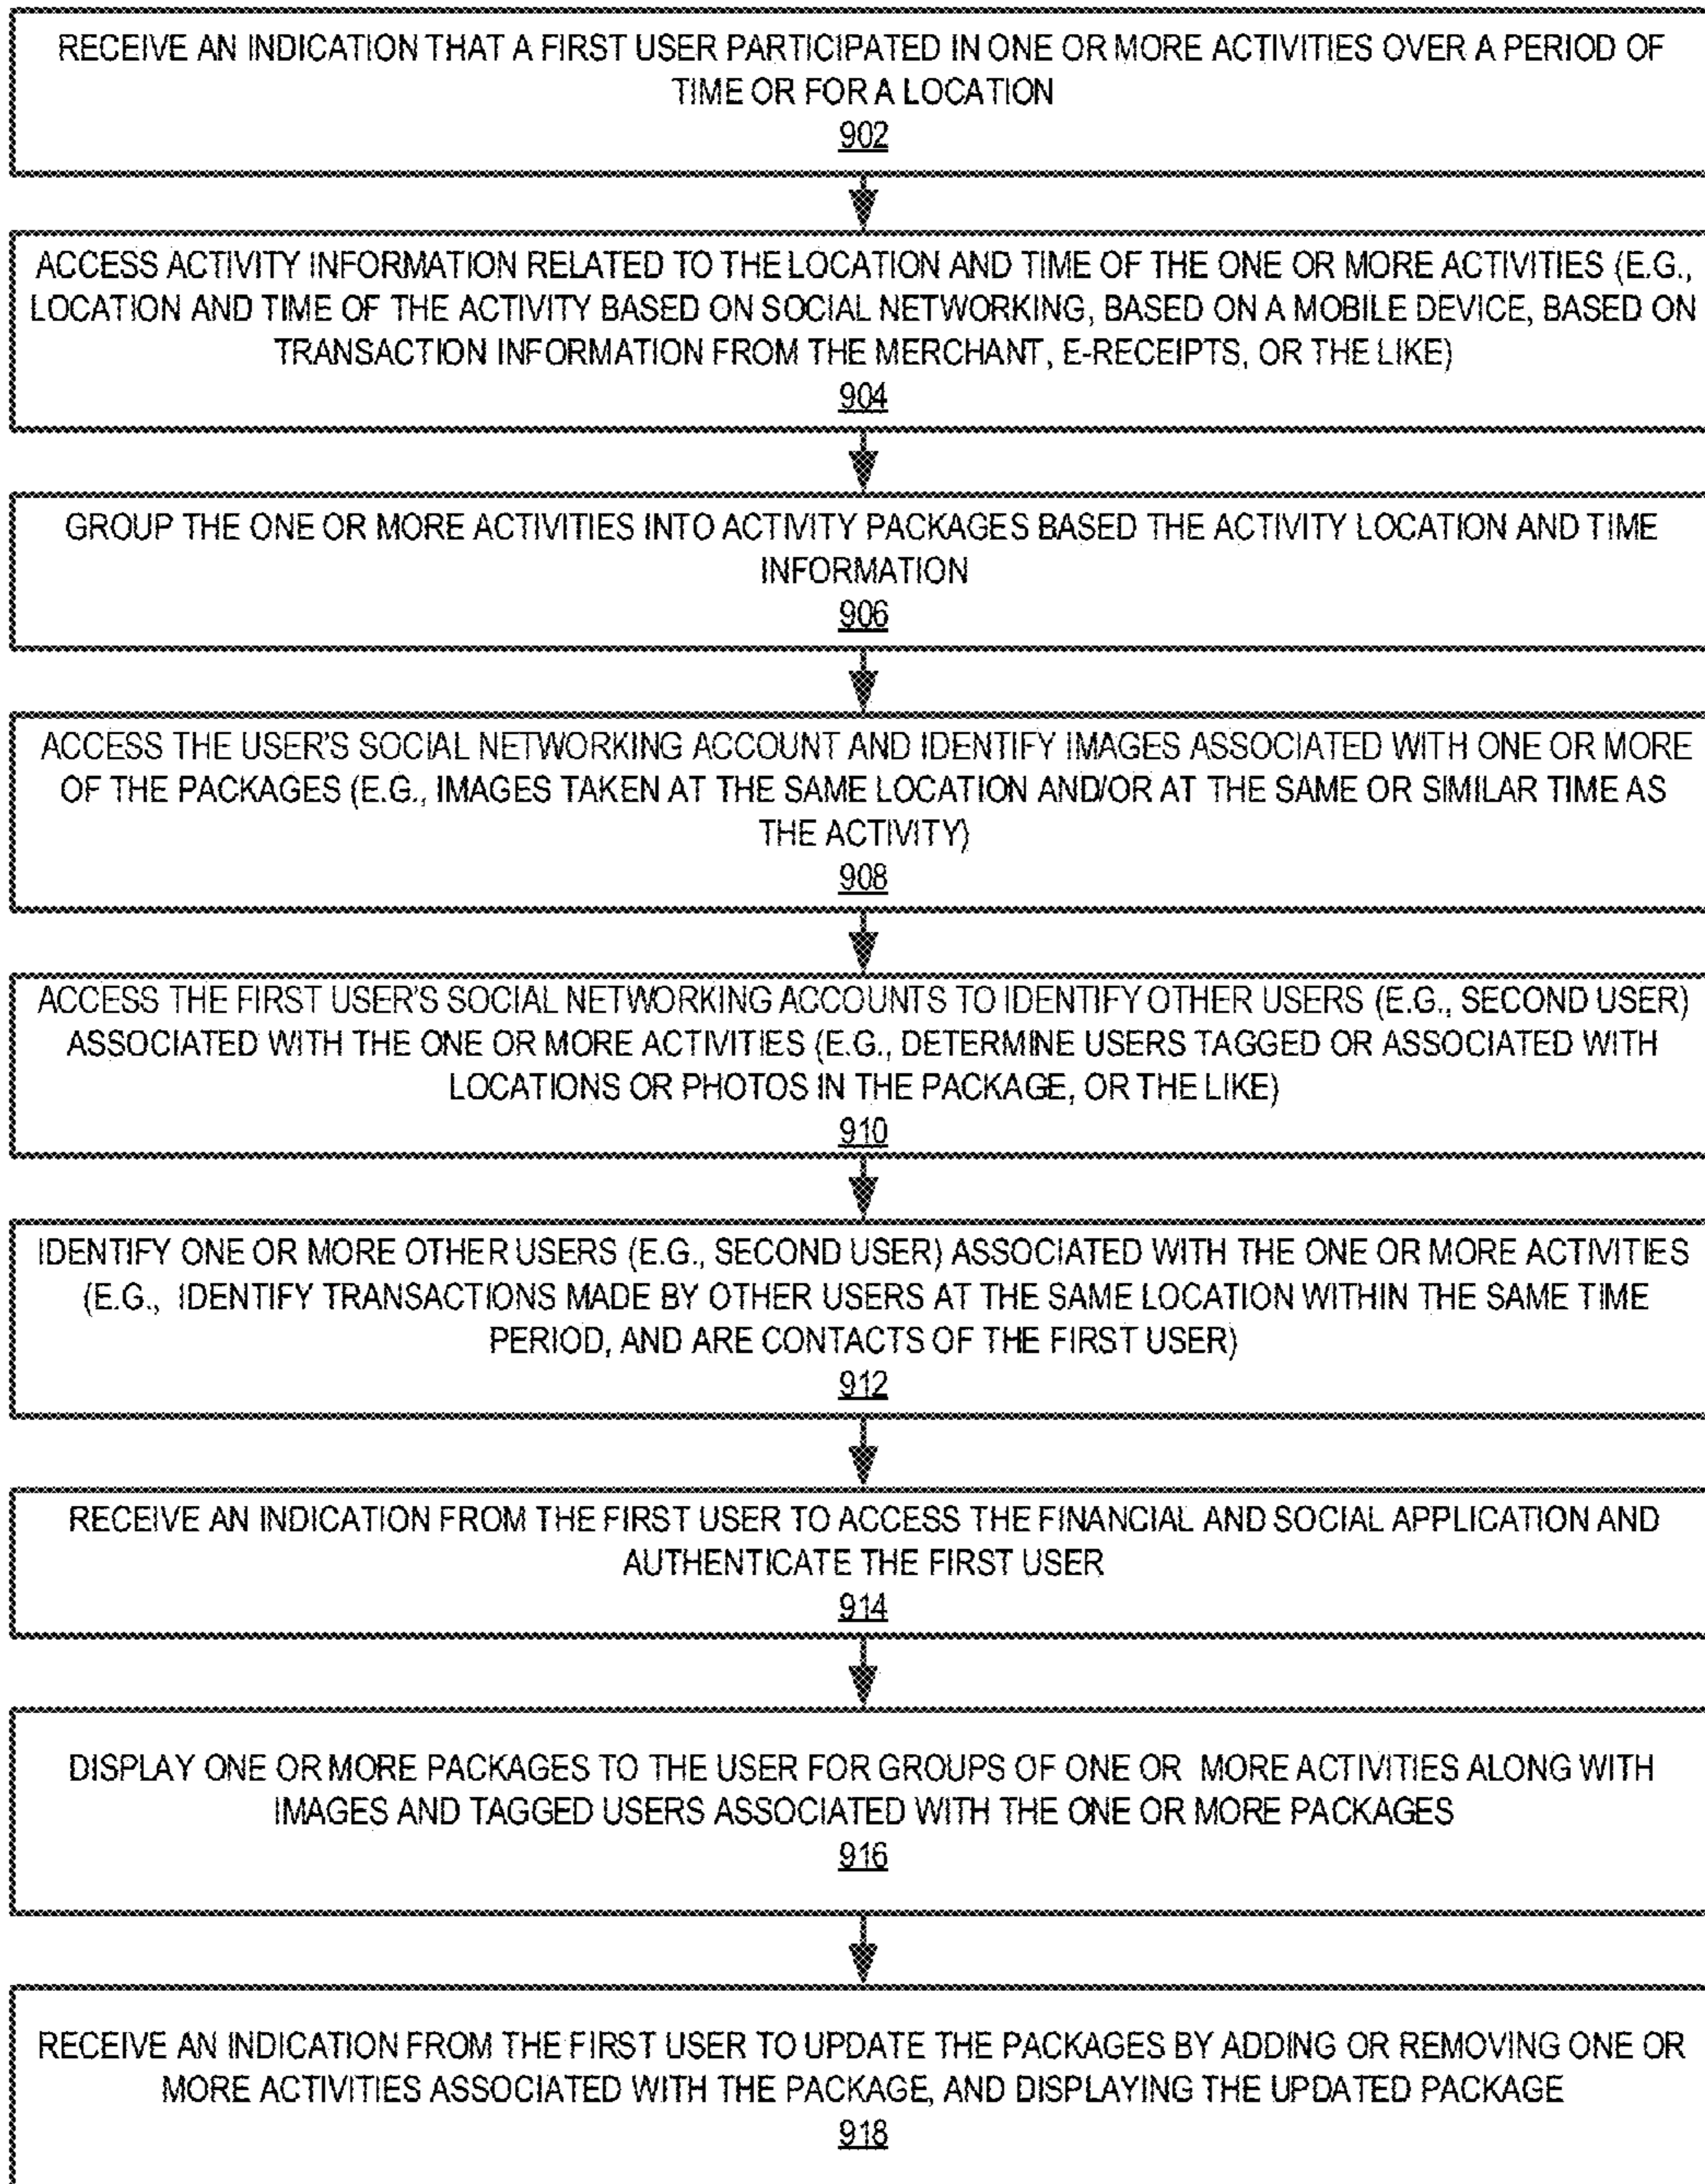 RECEIVE AN INDICATION THAT A FIRST USER PARTICIPATED IN ONE OR MORE ACTIVITIES OVER A PERIOD OF
TIME OR FOR A LOCATION
902
ACCESS ACTIVITY INFORMATION RELATED TO THE LOCATION AND TIME OF THE ONE OR MORE ACTIVITIES (E.G.,
LOCATION AND TIME OF THE ACTIVITY BASED ON SOCIAL NETWORKING, BASED ON A MOBILE DEVICE, BASED ON
TRANSACTION INFORMATION FROM THE MERCHANT, E-RECEIPTS, OR THE LIKE)
904
GROUP THE ONE OR MORE ACTIVITIES INTO ACTIVITY PACKAGES BASED THE ACTIVITY LOCATION AND TIME
INFORMATION
906
ACCESS THE USER'S SOCIAL NETWORKING ACCOUNT AND IDENTIFY IMAGES ASSOCIATED WITH ONE OR MORE
OF THE PACKAGES (E.G., IMAGES TAKEN AT THE SAME LOCATION AND/OR AT THE SAME OR SIMILAR TIME AS
THE ACTIVITY)
908
ACCESS THE FIRST USER'S SOCIAL NETWORKING ACCOUNTS TO IDENTIFY OTHER USERS (E.G., SECOND USER)
ASSOCIATED WITH THE ONE OR MORE ACTIVITIES (E.G., DETERMINE USERS TAGGED OR ASSOCIATED WITH
LOCATIONS OR PHOTOS IN THE PACKAGE, OR THE LIKE)
910
IDENTIFY ONE OR MORE OTHER USERS (E.G., SECOND USER) ASSOCIATED WITH THE ONE OR MORE ACTIVITIES
(E.G., IDENTIFY TRANSACTIONS MADE BY OTHER USERS AT THE SAME LOCATION WITHIN THE SAME TIME
PERIOD, AND ARE CONTACTS OF THE FIRST USER)
912
RECEIVE AN INDICATION FROM THE FIRST USER TO ACCESS THE FINANCIAL AND SOCIAL APPLICATION AND
AUTHENTICATE THE FIRST USER
914
DISPLAY ONE OR MORE PACKAGES TO THE USER FOR GROUPS OF ONE OR MORE ACTIVITIES ALONG WITH
IMAGES AND TAGGED USERS ASSOCIATED WITH THE ONE OR MORE PACKAGES
916
RECEIVE AN INDICATION FROM THE FIRST USER TO UPDATE THE PACKAGES BY ADDING OR REMOVING ONE OR
MORE ACTIVITIES ASSOCIATED WITH THE PACKAGE, AND DISPLAYING THE UPDATED PACKAGE
918